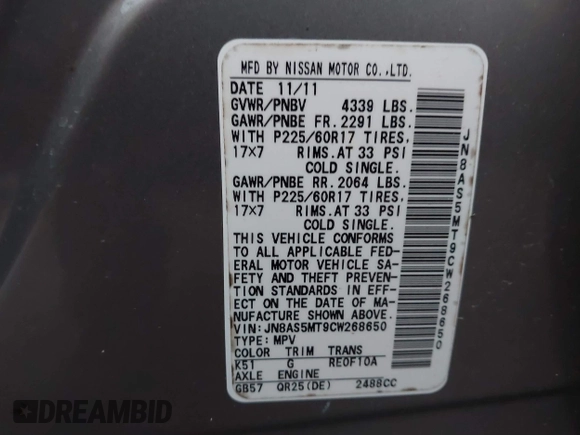 MFD BY NISSAN MOTOR CO.,LTD.
DATE 11/11
GVWR/PNBV 4339 LBS.
GAWR/PNBE FR.2291 LBS.
WITH P225/60R17 TIRES.
17×7 RIMS.AT 33 PSI
COLD SINGLE.
GAWR/PNBE RR.2064 LBS.
WITH P225/60R17 TIRES.
17×7 RIMS.AT 33 PSI
COLD SINGLE.
THIS VEHICLE CONFORMS
TO ALL APPLICABLE FED-
ERAL MOTOR VEHICLE SA-
FETY AND THEFT PREVEN-
TION STANDARDS IN EFF-
ECT ON THE DATE OF MA-
NUFACTURE SHOWN ABOVE.
VIN:JN8AS5MT9CW268650
TYPE:MPV
COLOR TRIM TRANS
K51 G RE0F10A
AXLE ENGINE
GB57 QR25(DE) 2488CC
JN8AS5MT9CW268650
DREAMBID